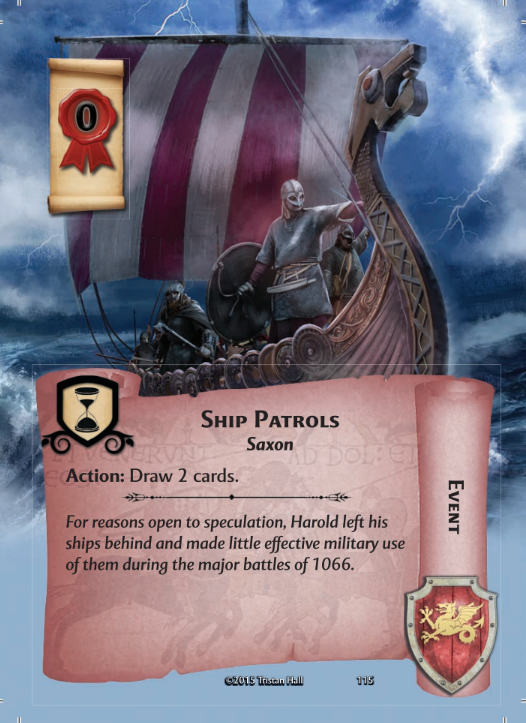 0
Ship Patrols
Saxon
Action: Draw 2 cards.
For reasons open to speculation, Harold left his
ships behind and made little effective military use
of them during the major battles of 1066.
Event
©2015 Tristan Hall
115